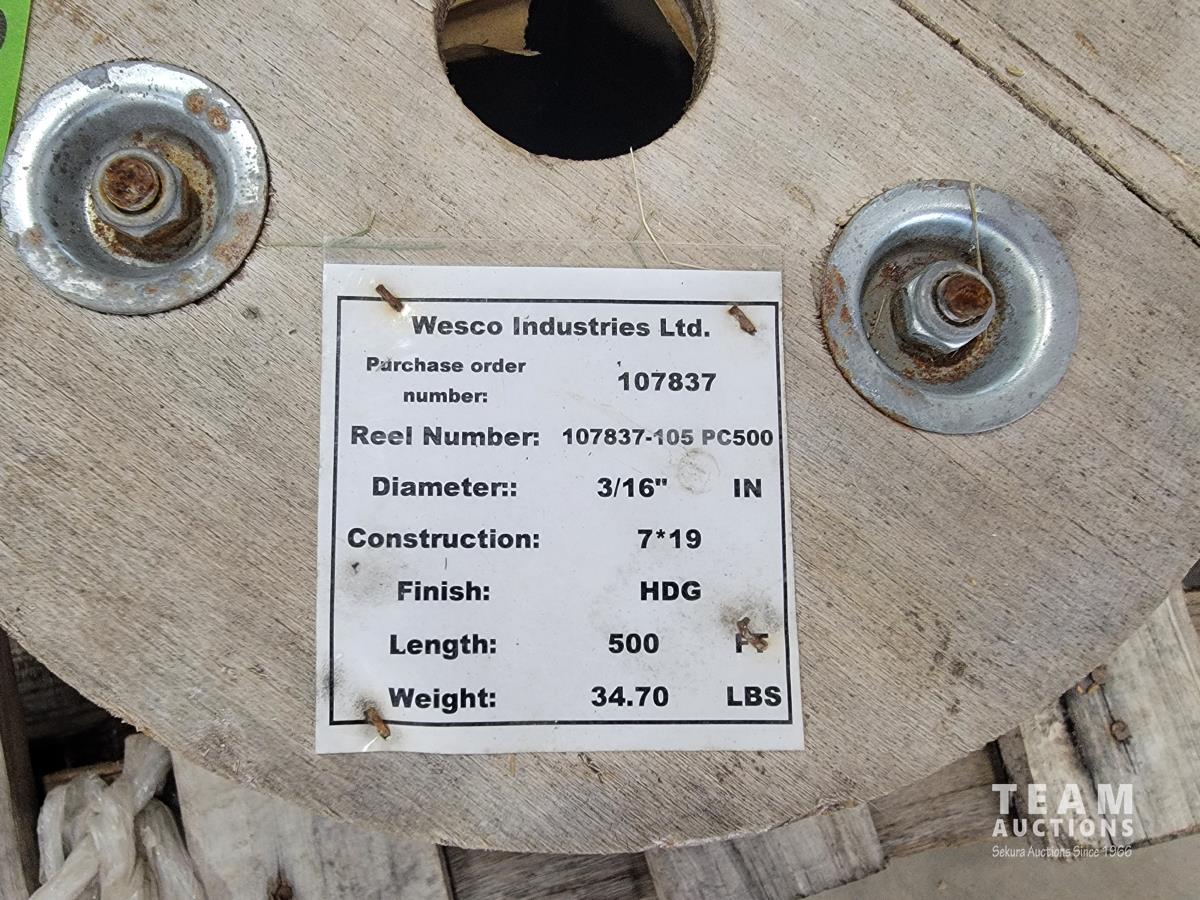 Wesco Industries Ltd.
Purchase order number: 107837
Reel Number: 107837-105 PC500
Diameter:: 3/16" IN
Construction: 7*19
Finish: HDG
Length: 500 FT
Weight: 34.70 LBS
TEAM
AUCTIONS
Sekura Auctions Since 1966